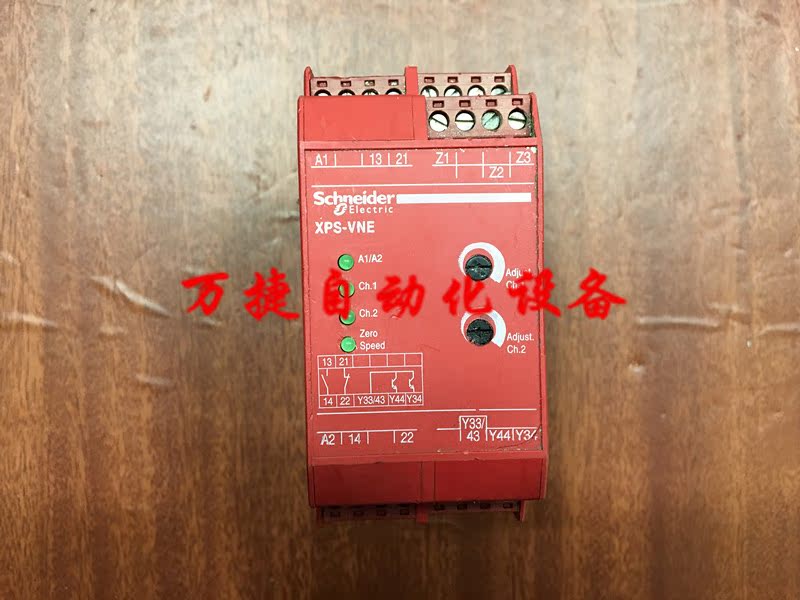 A1 13 21 Z1 Z3
Z2
Schneider
Electric
XPS-VNE
A1/A2
Adjust.
Ch.1
Ch.2
万捷自动化设备
Zero
Speed
Adjust.
Ch.2
13 21
14 22 Y33/43 Y44 Y34
Y33/
A2 14 22 43 Y44 Y34